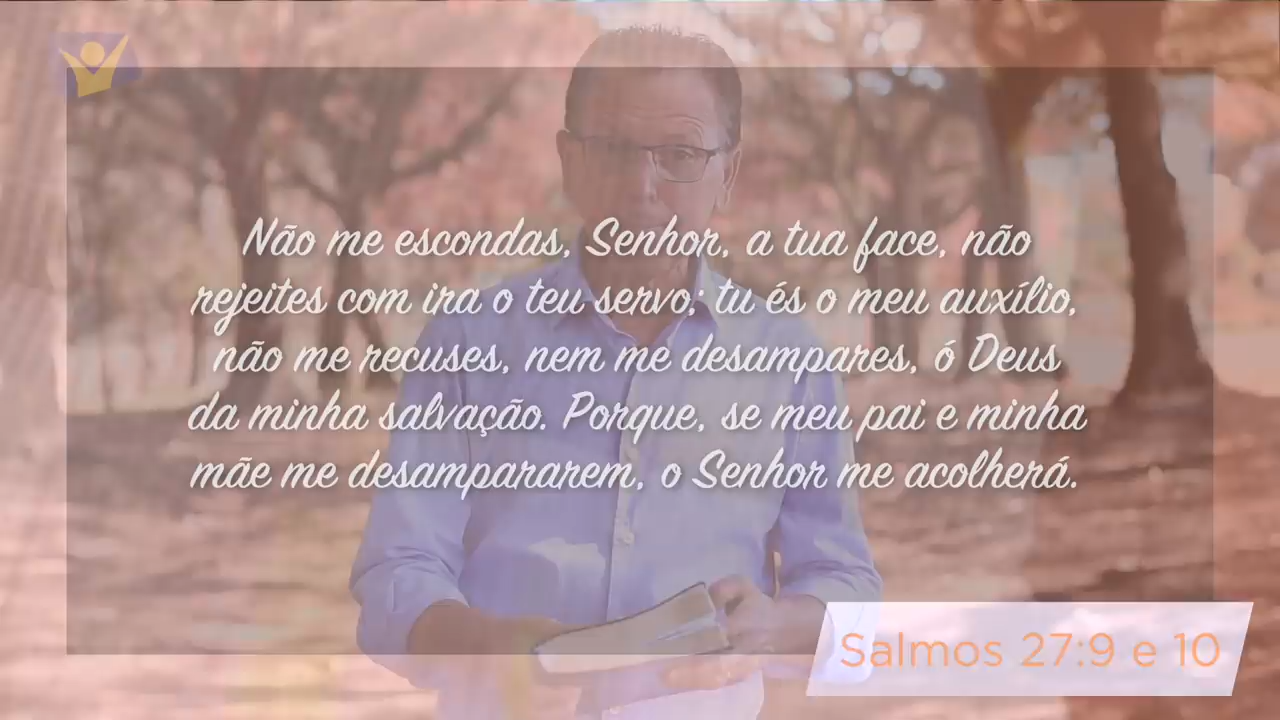 Não me escondas, Senhor, a tua face, não
rejeites com ira o teu servo; tu és o meu auxílio,
não me recuses, nem me desampares, ó Deus
da minha salvação. Porque, se meu pai e minha
mãe me desampararem, o Senhor me acolherá.
Salmos 27:9 e 10